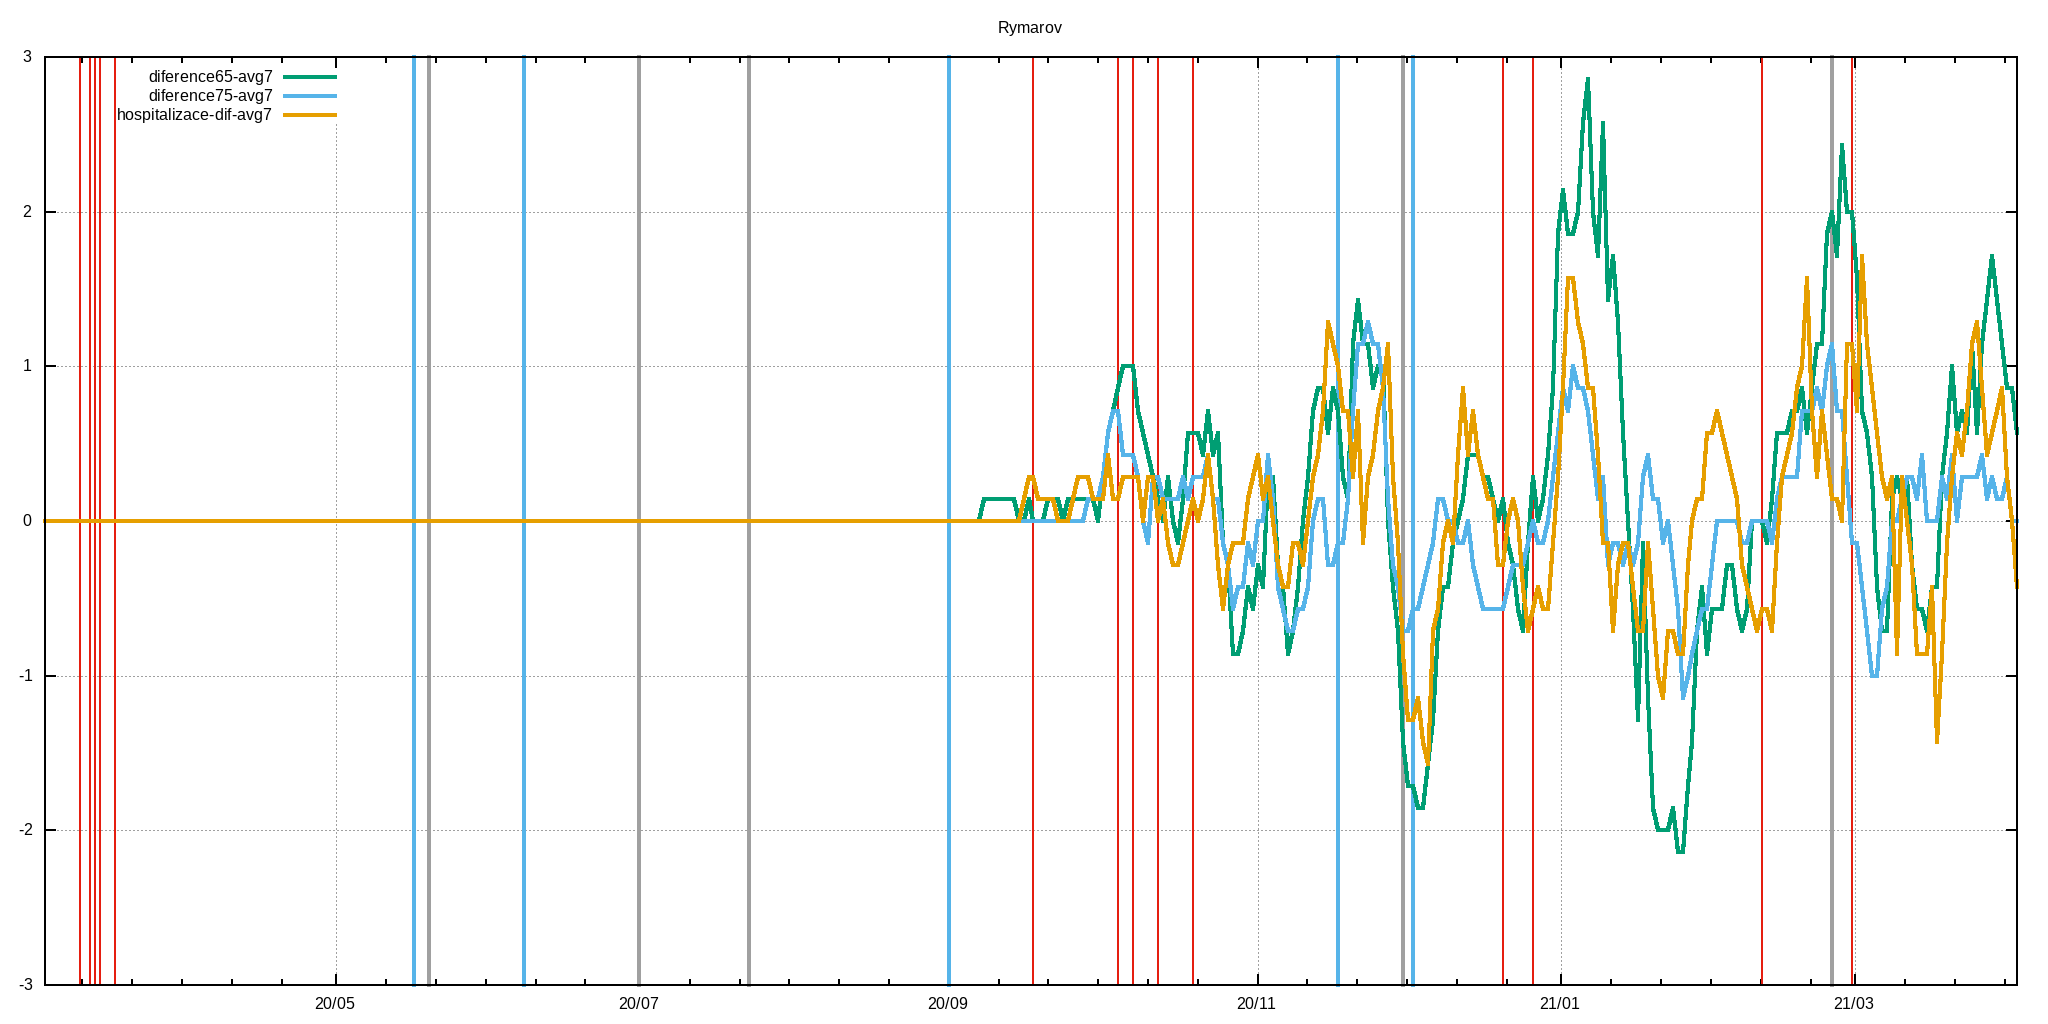 Rymarov
3
diference65-avg7
diference75-avg7
hospitalizace-dif-avg7
2
1
0
-1
-2
-3
20/05 20/07 20/09 20/11 21/01 21/03